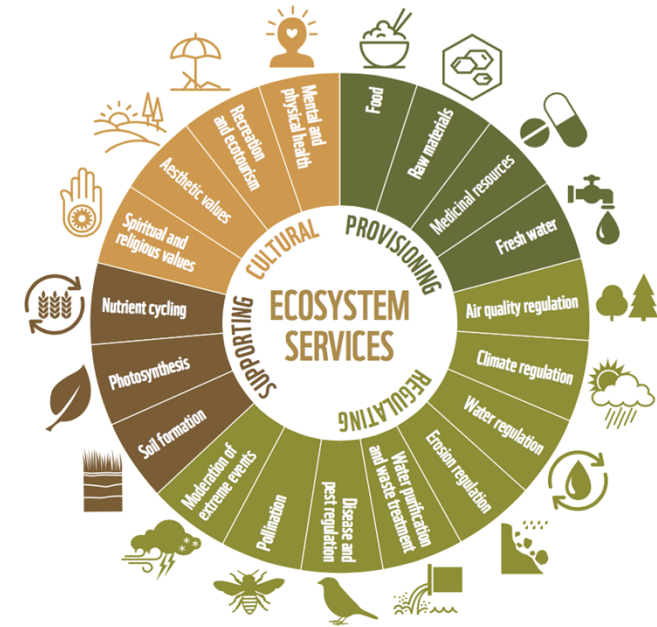 ECOSYSTEM
SERVICES
PROVISIONING
Food
Raw materials
Medicinal resources
Fresh water
REGULATING
Air quality regulation
Climate regulation
Water regulation
Erosion regulation
Water purification
and waste treatment
Disease and
pest regulation
Pollination
Moderation of
extreme events
SUPPORTING
Soil formation
Photosynthesis
Nutrient cycling
CULTURAL
Spiritual and
religious values
Aesthetic values
Recreation
and ecotourism
Mental and
physical health